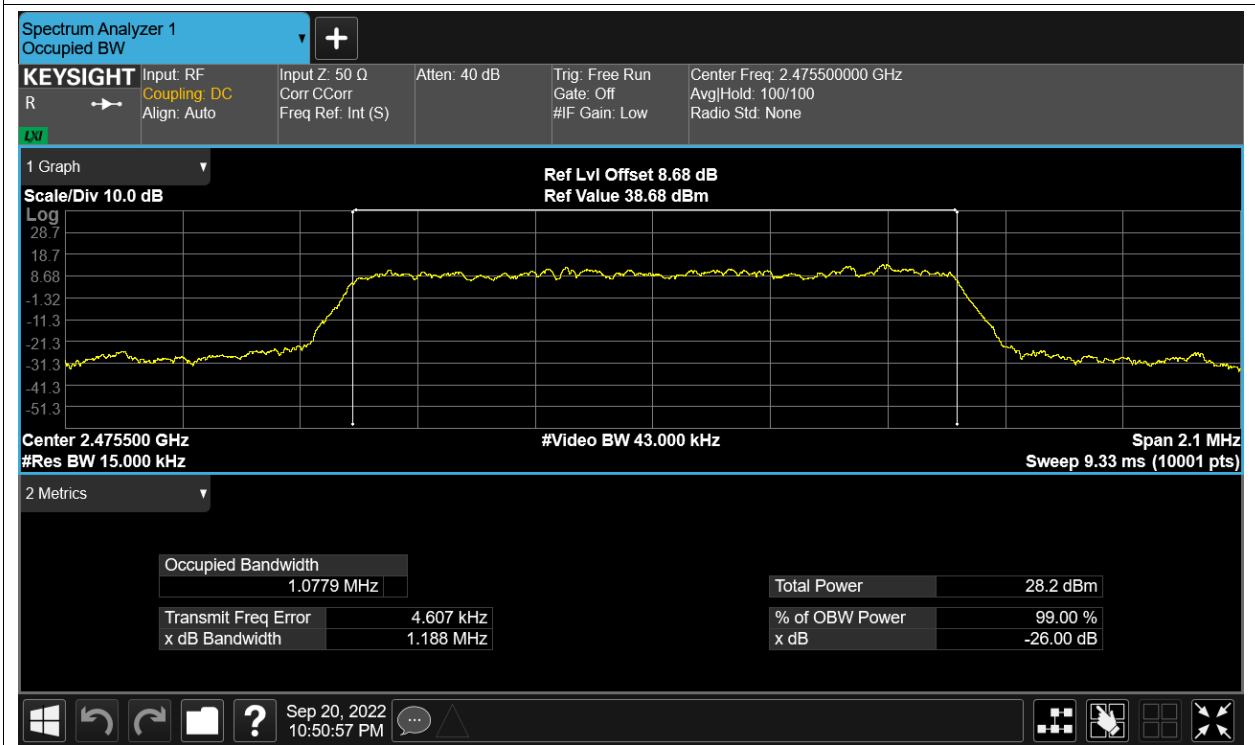 Spectrum Analyzer 1
Occupied BW
+
KEYSIGHT
R
LXI
Input: RF
Coupling: DC
Align: Auto
Input Z: 50 Ω
Corr CCorr
Freq Ref: Int (S)
Atten: 40 dB
Trig: Free Run
Gate: Off
#IF Gain: Low
Center Freq: 2.475500000 GHz
Avg|Hold: 100/100
Radio Std: None
1 Graph
Scale/Div 10.0 dB
Ref Lvl Offset 8.68 dB
Ref Value 38.68 dBm
Log
28.7
18.7
8.68
-1.32
-11.3
-21.3
-31.3
-41.3
-51.3
Center 2.475500 GHz
#Video BW 43.000 kHz
Span 2.1 MHz
#Res BW 15.000 kHz
Sweep 9.33 ms (10001 pts)
2 Metrics
Occupied Bandwidth
1.0779 MHz
Transmit Freq Error 4.607 kHz
x dB Bandwidth 1.188 MHz
Total Power 28.2 dBm
% of OBW Power 99.00 %
x dB -26.00 dB
?
Sep 20, 2022
10:50:57 PM